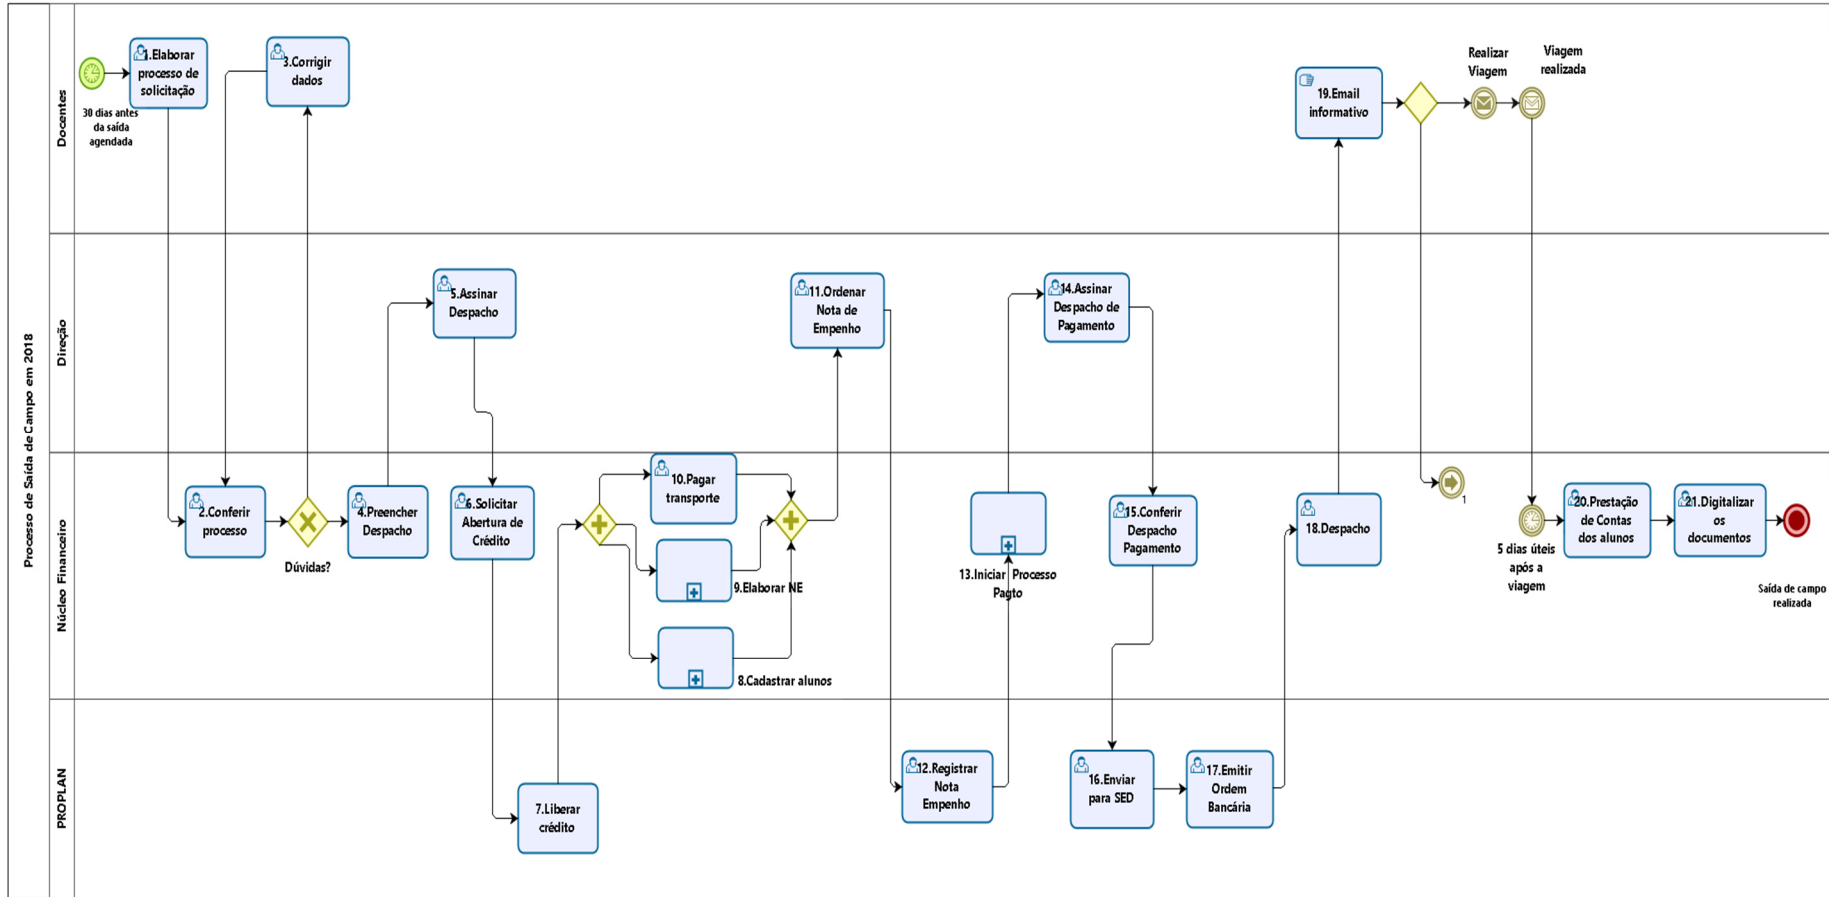 Processo de Saída de Campo em 2018
Docentes
30 dias antes
da saída
agendada
1.Elaborar
processo de
solicitação
3.Corrigir
dados
19.Email
informativo
Realizar
Viagem
Viagem
realizada
Direção
5.Assinar
Despacho
11.Ordenar
Nota de
Empenho
14.Assinar
Despacho de
Pagamento
Núcleo Financeiro
2.Conferir
processo
Dúvidas?
4.Preencher
Despacho
6.Solicitar
Abertura de
Crédito
10.Pagar
transporte
9.Elaborar NE
8.Cadastrar alunos
13.Iniciar Processo
Pagto
15.Conferir
Despacho
Pagamento
18.Despacho
1
5 dias úteis
após a
viagem
20.Prestação
de Contas
dos alunos
21.Digitalizar
os
documentos
Saída de campo
realizada
PROPLAN
7.Liberar
crédito
12.Registrar
Nota
Empenho
16.Enviar
para SED
17.Emitir
Ordem
Bancária